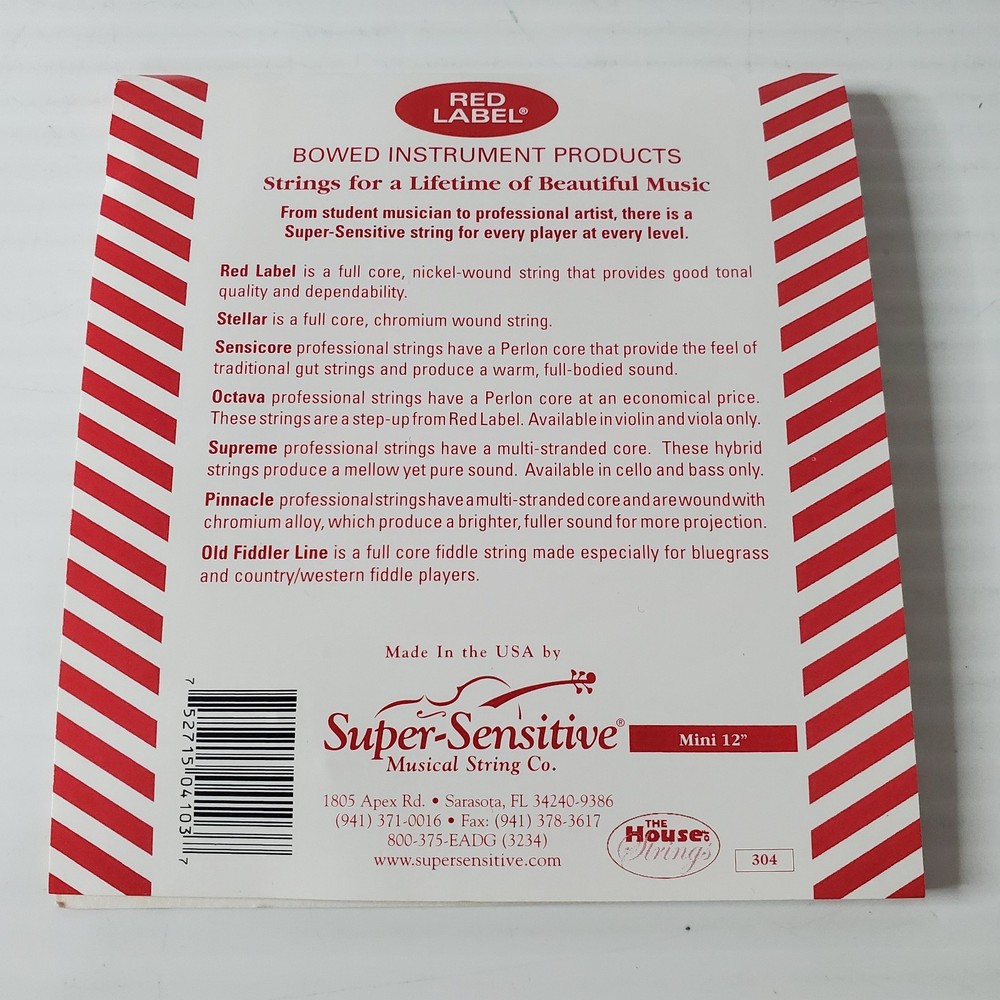 RED
LABEL®
BOWED INSTRUMENT PRODUCTS
Strings for a Lifetime of Beautiful Music
From student musician to professional artist, there is a
Super-Sensitive string for every player at every level.
Red Label is a full core, nickel-wound string that provides good tonal
quality and dependability.
Stellar is a full core, chromium wound string.
Sensicore professional strings have a Perlon core that provide the feel of
traditional gut strings and produce a warm, full-bodied sound.
Octava professional strings have a Perlon core at an economical price.
These strings are a step-up from Red Label. Available in violin and viola only.
Supreme professional strings have a multi-stranded core. These hybrid
strings produce a mellow yet pure sound. Available in cello and bass only.
Pinnacle professional strings have a multi-stranded core and are wound with
chromium alloy, which produce a brighter, fuller sound for more projection.
Old Fiddler Line is a full core fiddle string made especially for bluegrass
and country/western fiddle players.
Made In the USA by
Super-Sensitive®
Musical String Co.
Mini 12”
1805 Apex Rd. • Sarasota, FL 34240-9386
(941) 371-0016 • Fax: (941) 378-3617
800-375-EADG (3234)
www.supersensitive.com
THE
House OF
Strings
304
7 52715 04103 7